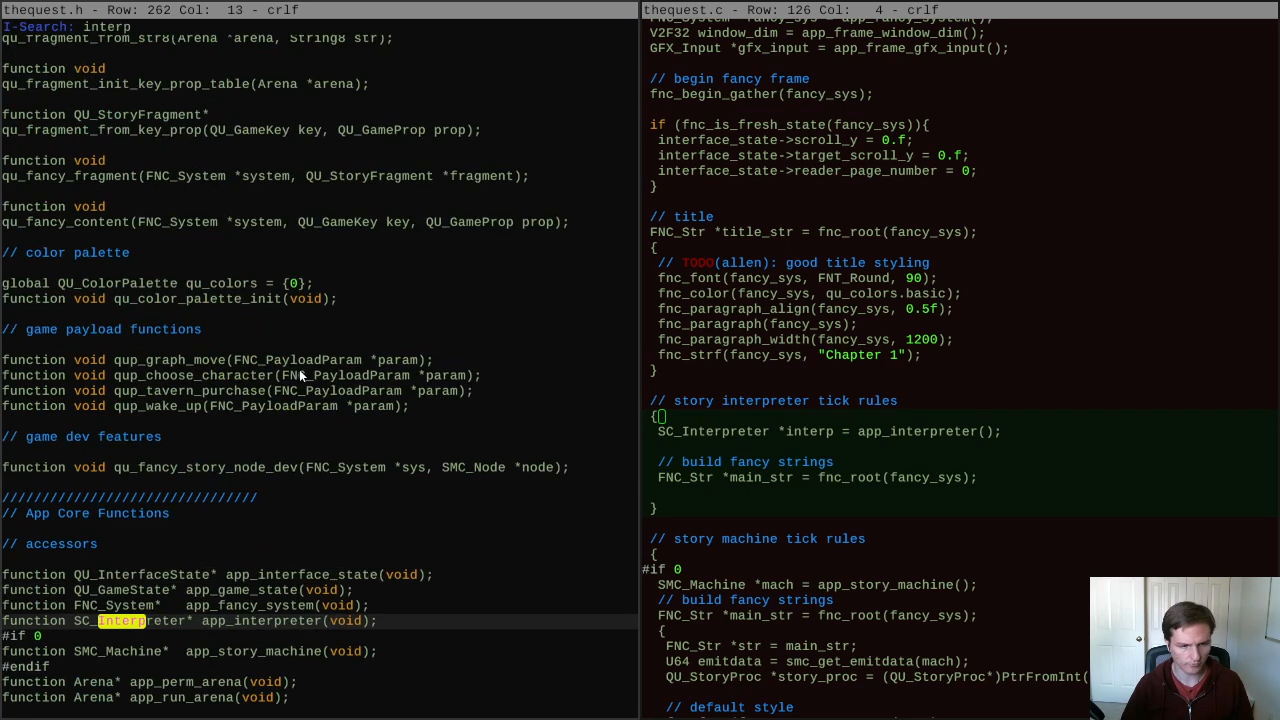 thequest.h - Row: 262 Col:  13 - crlf
I-Search: interp
qu_fragment_from_str8(Arena *arena, String8 str);
function void
qu_fragment_init_key_prop_table(Arena *arena);
function QU_StoryFragment*
qu_fragment_from_key_prop(QU_GameKey key, QU_GameProp prop);
function void
qu_fancy_fragment(FNC_System *system, QU_StoryFragment *fragment);
function void
qu_fancy_content(FNC_System *system, QU_GameKey key, QU_GameProp prop);
// color palette
global QU_ColorPalette qu_colors = {0};
function void qu_color_palette_init(void);
// game payload functions
function void qup_graph_move(FNC_PayloadParam *param);
function void qup_choose_character(FNC_PayloadParam *param);
function void qup_tavern_purchase(FNC_PayloadParam *param);
function void qup_wake_up(FNC_PayloadParam *param);
// game dev features
function void qu_fancy_story_node_dev(FNC_System *sys, SMC_Node *node);
////////////////////////////////
// App Core Functions
// accessors
function QU_InterfaceState* app_interface_state(void);
function QU_GameState* app_game_state(void);
function FNC_System*   app_fancy_system(void);
function SC_Interpreter* app_interpreter(void);
#if 0
function SMC_Machine*  app_story_machine(void);
#endif
function Arena* app_perm_arena(void);
function Arena* app_run_arena(void);
thequest.c - Row: 126 Col:   4 - crlf
FNC_System *fancy_sys = app_fancy_system();
V2F32 window_dim = app_frame_window_dim();
GFX_Input *gfx_input = app_frame_gfx_input();
// begin fancy frame
fnc_begin_gather(fancy_sys);
if (fnc_is_fresh_state(fancy_sys)){
interface_state->scroll_y = 0.f;
interface_state->target_scroll_y = 0.f;
interface_state->reader_page_number = 0;
}
// title
FNC_Str *title_str = fnc_root(fancy_sys);
{
// TODO(allen): good title styling
fnc_font(fancy_sys, FNT_Round, 90);
fnc_color(fancy_sys, qu_colors.basic);
fnc_paragraph_align(fancy_sys, 0.5f);
fnc_paragraph(fancy_sys);
fnc_paragraph_width(fancy_sys, 1200);
fnc_strf(fancy_sys, "Chapter 1");
}
// story interpreter tick rules
{
SC_Interpreter *interp = app_interpreter();
// build fancy strings
FNC_Str *main_str = fnc_root(fancy_sys);
}
// story machine tick rules
{
#if 0
SMC_Machine *mach = app_story_machine();
// build fancy strings
FNC_Str *main_str = fnc_root(fancy_sys);
{
FNC_Str *str = main_str;
U64 emitdata = smc_get_emitdata(mach);
QU_StoryProc *story_proc = (QU_StoryProc*)PtrFromInt(
// default style